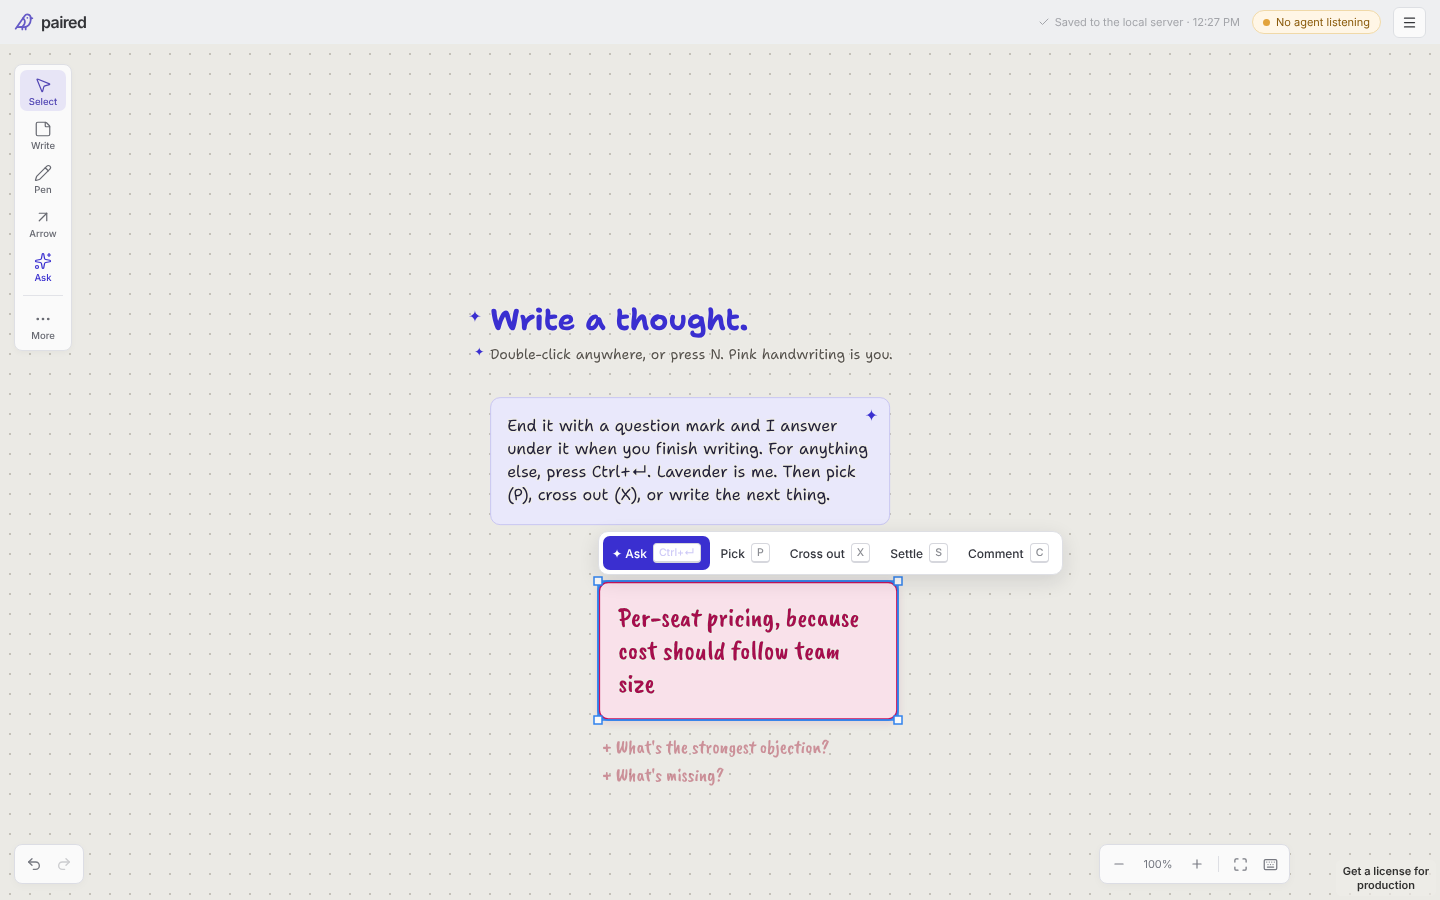 paired
Saved to the local server · 12:27 PM
No agent listening
Select
Write
Pen
Arrow
Ask
More
Write a thought.
Double-click anywhere, or press N. Pink handwriting is you.
End it with a question mark and I answer
under it when you finish writing. For anything
else, press Ctrl+↵. Lavender is me. Then pick
(P), cross out (X), or write the next thing.
Ask Ctrl+↵ Pick P Cross out X Settle S Comment C
Per-seat pricing, because
cost should follow team
size
+ What's the strongest objection?
+ What's missing?
100%
Get a license for
production